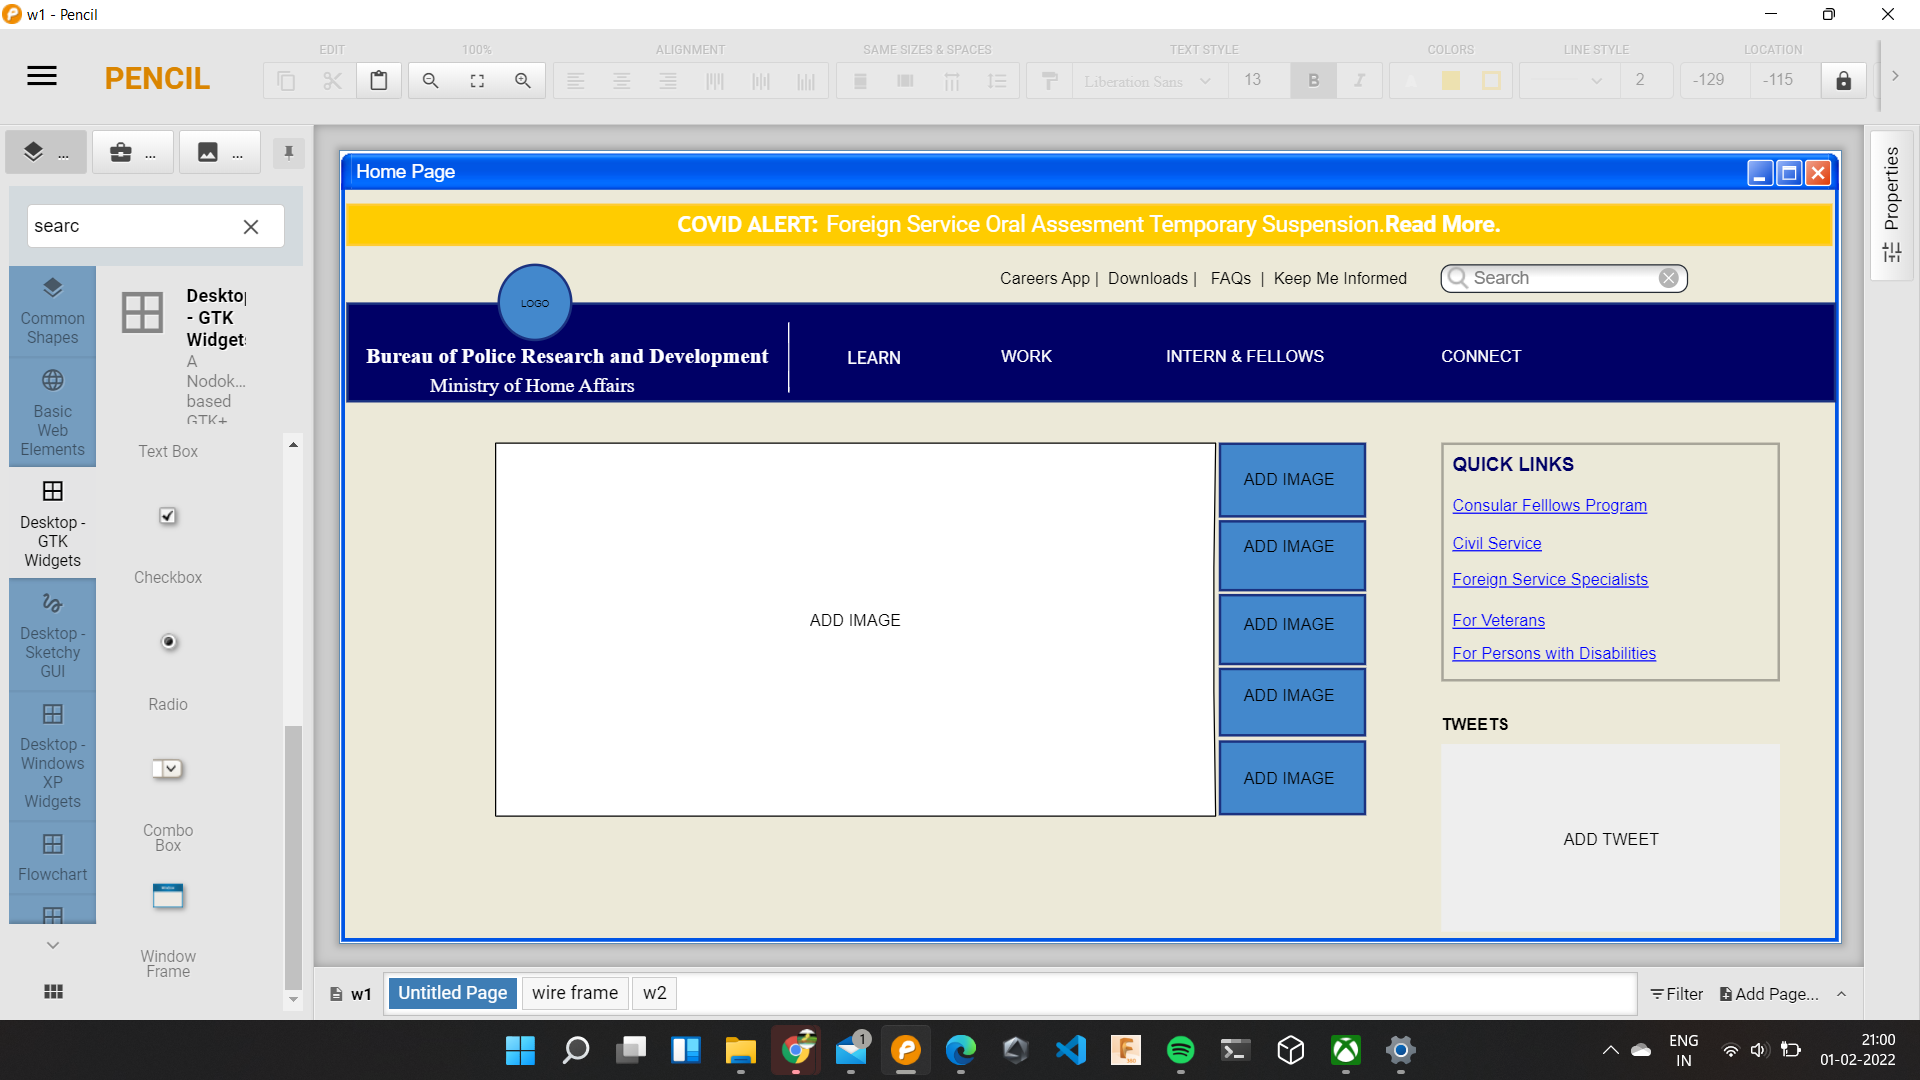 w1 - Pencil
EDIT
100%
ALIGNMENT
SAME SIZES & SPACES
TEXT STYLE
COLORS
LINE STYLE
LOCATION
PENCIL
Liberation Sans
13
B
I
2
-129
-115
...
...
...
searc
Common
Shapes
Basic
Web
Elements
Desktop -
GTK
Widgets
Desktop -
Sketchy
GUI
Desktop -
Windows
XP
Widgets
Flowchart
Desktop
- GTK
Widgets
A
Nodok...
based
GTK+
Text Box
Checkbox
Radio
Combo
Box
Window
Frame
Home Page
COVID ALERT: Foreign Service Oral Assesment Temporary Suspension.Read More.
Careers App | Downloads | FAQs | Keep Me Informed
Search
LOGO
Bureau of Police Research and Development
Ministry of Home Affairs
LEARN
WORK
INTERN & FELLOWS
CONNECT
ADD IMAGE
ADD IMAGE
ADD IMAGE
ADD IMAGE
ADD IMAGE
ADD IMAGE
QUICK LINKS
Consular Felllows Program
Civil Service
Foreign Service Specialists
For Veterans
For Persons with Disabilities
TWEETS
ADD TWEET
Properties
w1
Untitled Page
wire frame
w2
Filter
Add Page...
1
ENG
IN
21:00
01-02-2022